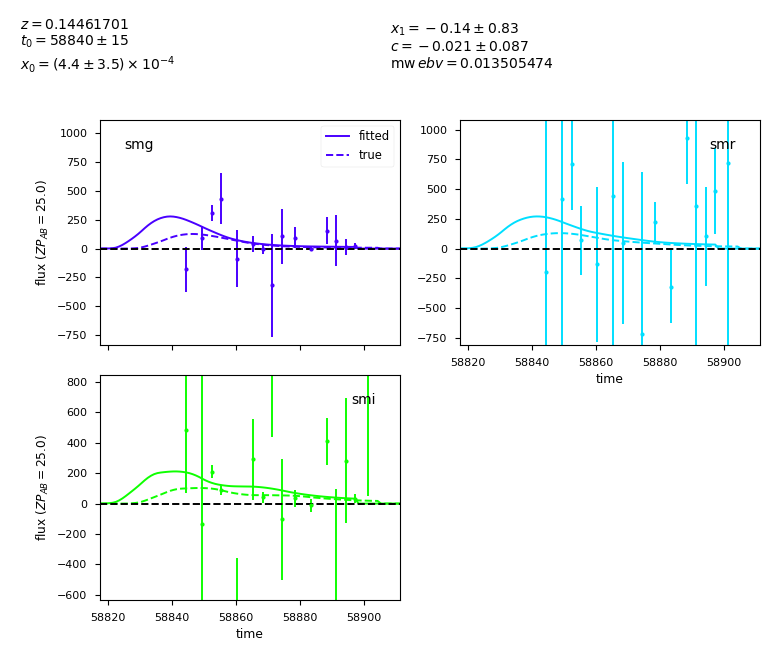 z = 0.14461701
t₀ = 58840 ± 15
x₀ = (4.4 ± 3.5) × 10⁻⁴
x₁ = −0.14 ± 0.83
c = −0.021 ± 0.087
mw ebv = 0.013505474
smg
fitted
true
flux (ZP_AB = 25.0)
1000
750
500
250
0
−250
−500
−750
smr
1000
750
500
250
0
−250
−500
−750
58820 58840 58860 58880 58900
time
smi
flux (ZP_AB = 25.0)
800
600
400
200
0
−200
−400
−600
58820 58840 58860 58880 58900
time